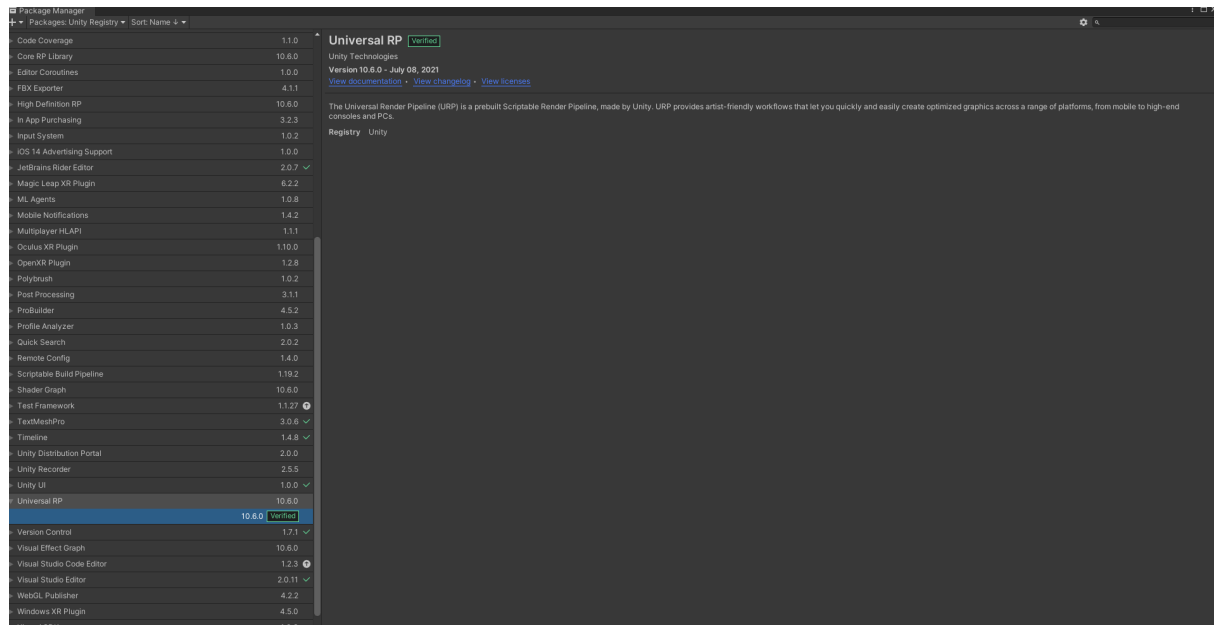 Package Manager
Packages: Unity Registry Sort: Name ↓
Code Coverage 1.1.0
Core RP Library 10.6.0
Editor Coroutines 1.0.0
FBX Exporter 4.1.1
High Definition RP 10.6.0
In App Purchasing 3.2.3
Input System 1.0.2
iOS 14 Advertising Support 1.0.0
JetBrains Rider Editor 2.0.7
Magic Leap XR Plugin 6.2.2
ML Agents 1.0.8
Mobile Notifications 1.4.2
Multiplayer HLAPI 1.1.1
Oculus XR Plugin 1.10.0
OpenXR Plugin 1.2.8
Polybrush 1.0.2
Post Processing 3.1.1
ProBuilder 4.5.2
Profile Analyzer 1.0.3
Quick Search 2.0.2
Remote Config 1.4.0
Scriptable Build Pipeline 1.19.2
Shader Graph 10.6.0
Test Framework 1.1.27
TextMeshPro 3.0.6
Timeline 1.4.8
Unity Distribution Portal 2.0.0
Unity Recorder 2.5.5
Unity UI 1.0.0
Universal RP 10.6.0
10.6.0 Verified
Version Control 1.7.1
Visual Effect Graph 10.6.0
Visual Studio Code Editor 1.2.3
Visual Studio Editor 2.0.11
WebGL Publisher 4.2.2
Windows XR Plugin 4.5.0
Universal RP Verified
Unity Technologies
Version 10.6.0 - July 08, 2021
View documentation • View changelog • View licenses
The Universal Render Pipeline (URP) is a prebuilt Scriptable Render Pipeline, made by Unity. URP provides artist-friendly workflows that let you quickly and easily create optimized graphics across a range of platforms, from mobile to high-end
consoles and PCs.
Registry Unity